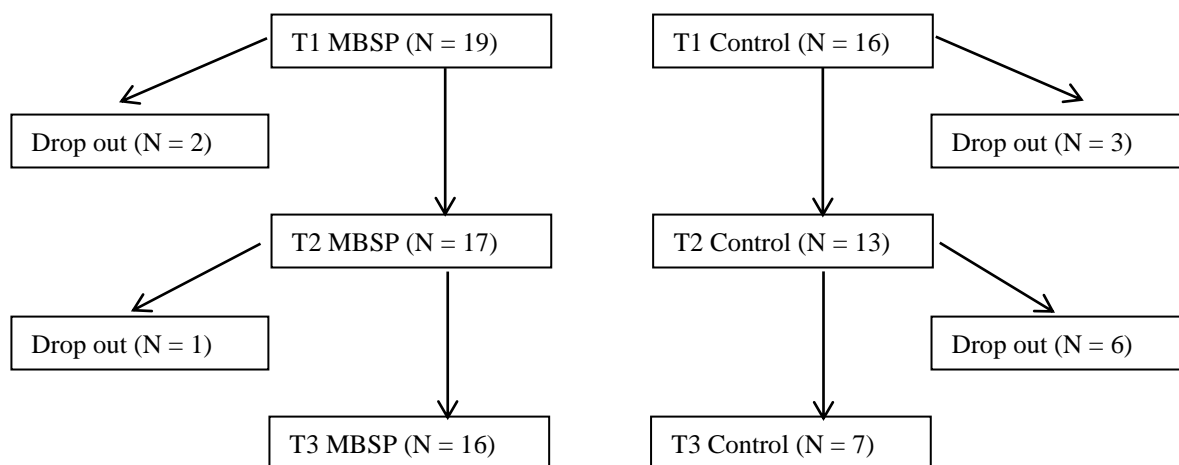 T1 MBSP (N = 19)
T1 Control (N = 16)
Drop out (N = 2)
Drop out (N = 3)
T2 MBSP (N = 17)
T2 Control (N = 13)
Drop out (N = 1)
Drop out (N = 6)
T3 MBSP (N = 16)
T3 Control (N = 7)